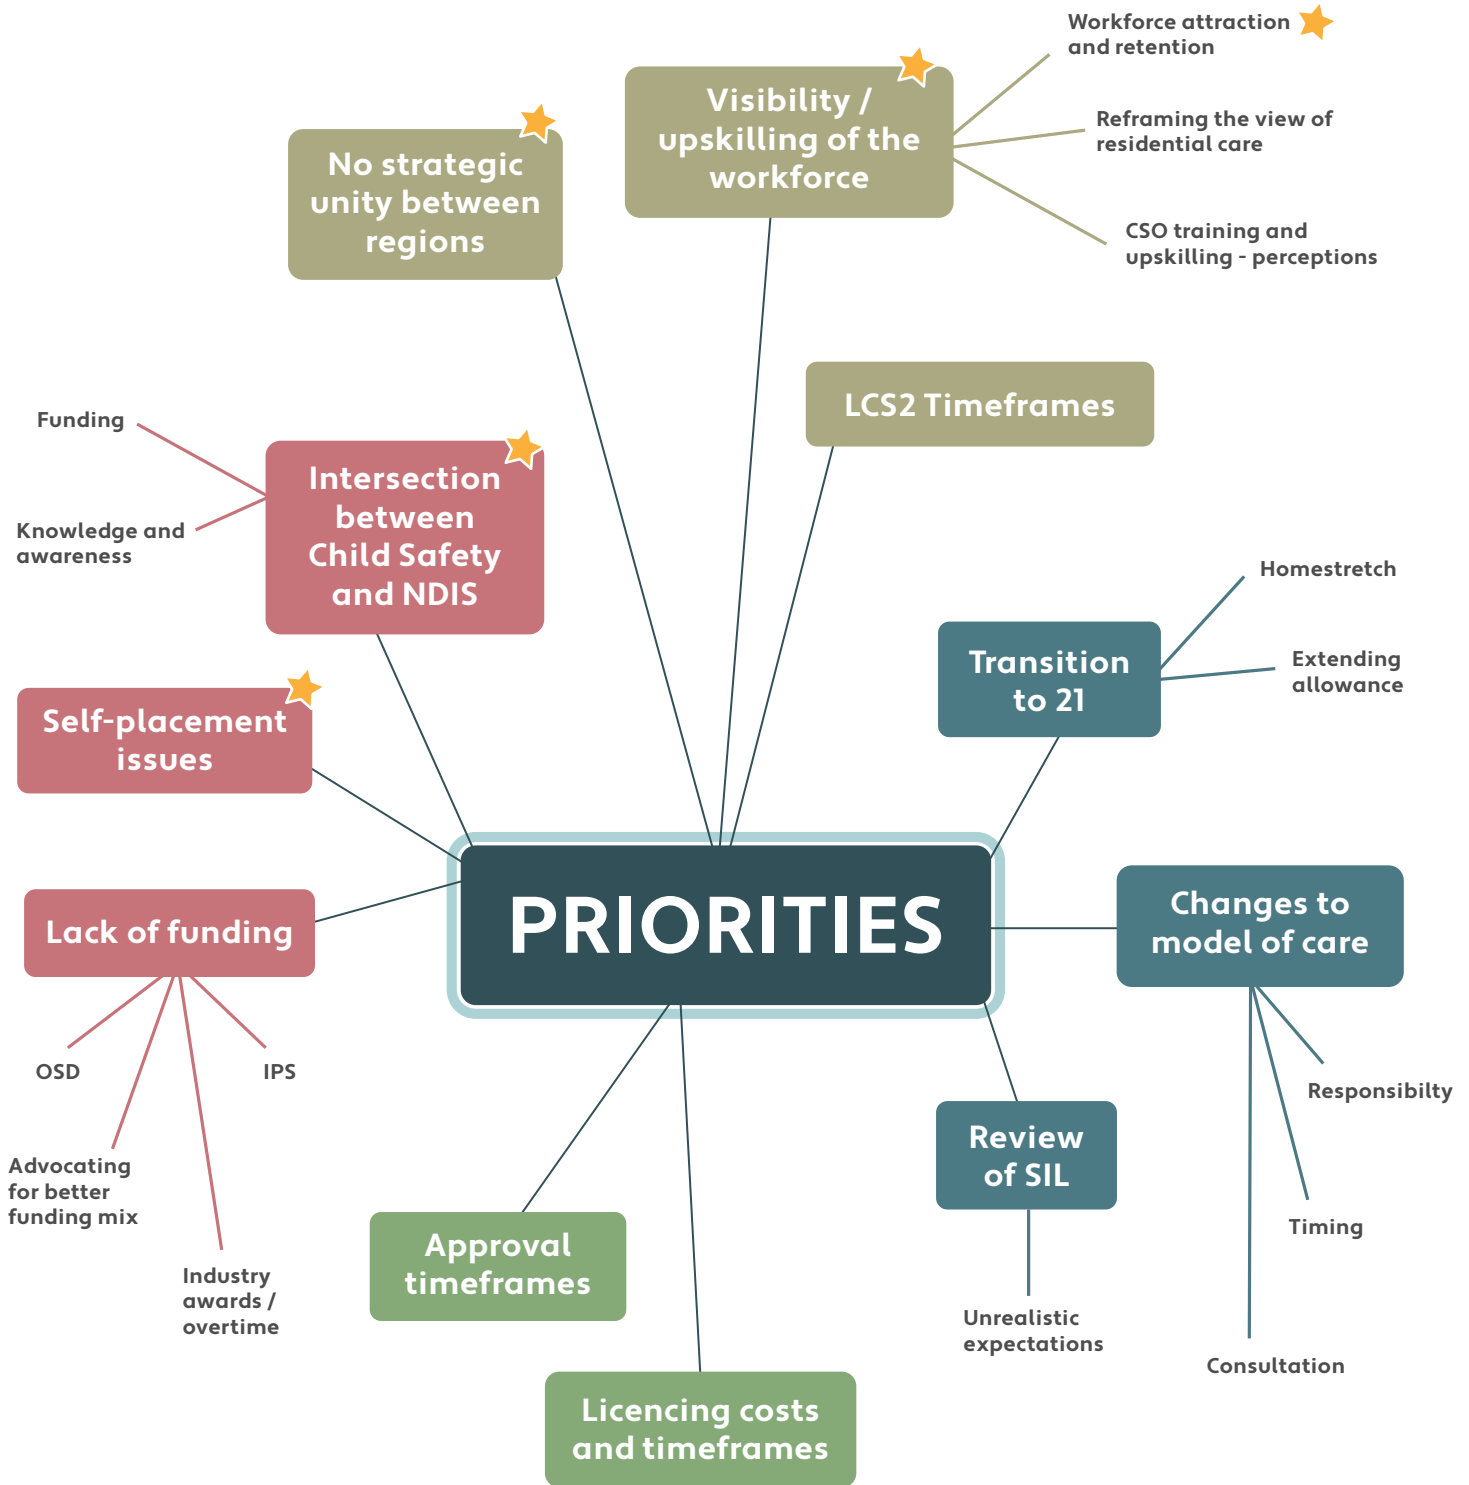 Workforce attraction
and retention
Visibility /
upskilling of the
workforce
Reframing the view of
residential care
CSO training and
upskilling - perceptions
No strategic
unity between
regions
LCS2 Timeframes
Funding
Knowledge and
awareness
Intersection
between
Child Safety
and NDIS
Homestretch
Transition
to 21
Extending
allowance
Self-placement
issues
PRIORITIES
Lack of funding
Changes to
model of care
OSD
IPS
Advocating
for better
funding mix
Industry
awards /
overtime
Responsibilty
Timing
Consultation
Review
of SIL
Unrealistic
expectations
Approval
timeframes
Licencing costs
and timeframes